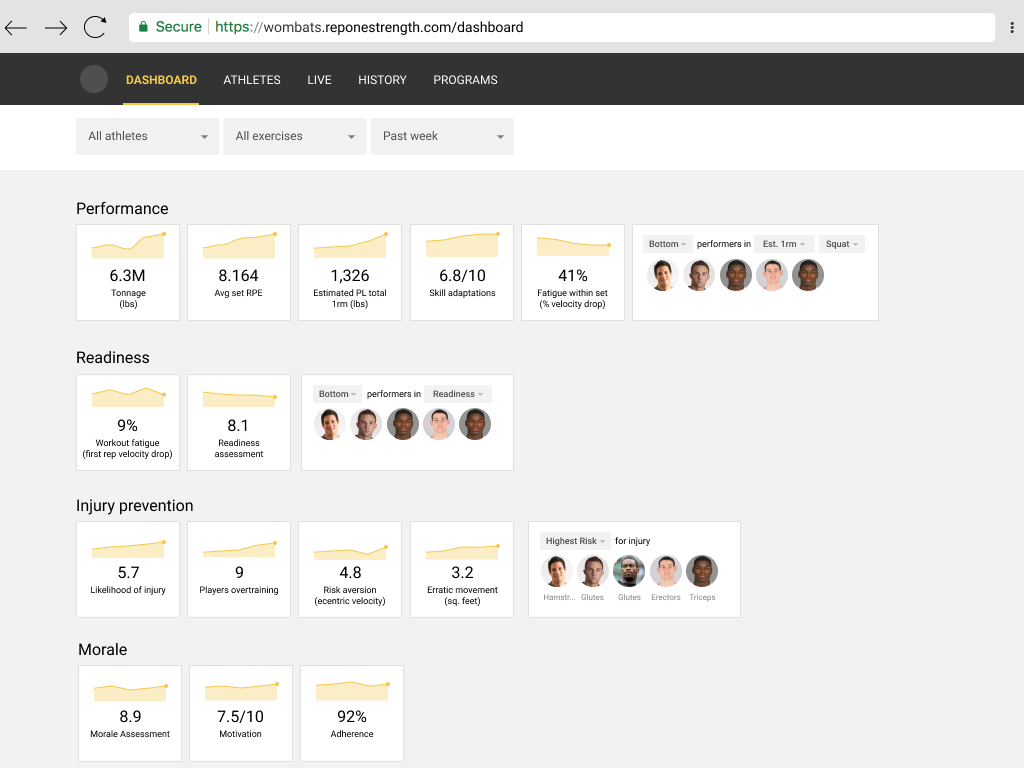 Secure https://wombats.reponestrength.com/dashboard
DASHBOARD ATHLETES LIVE HISTORY PROGRAMS
All athletes All exercises Past week
Performance
6.3M
Tonnage
(lbs)
8.164
Avg set RPE
1,326
Estimated PL total
1rm (lbs)
6.8/10
Skill adaptations
41%
Fatigue within set
(% velocity drop)
Bottom performers in Est. 1rm Squat
Readiness
9%
Workout fatigue
(first rep velocity drop)
8.1
Readiness
assessment
Bottom performers in Readiness
Injury prevention
5.7
Likelihood of injury
9
Players overtraining
4.8
Risk aversion
(ecentric velocity)
3.2
Erratic movement
(sq. feet)
Highest Risk for injury
Hamstr... Glutes Glutes Erectors Triceps
Morale
8.9
Morale Assessment
7.5/10
Motivation
92%
Adherence